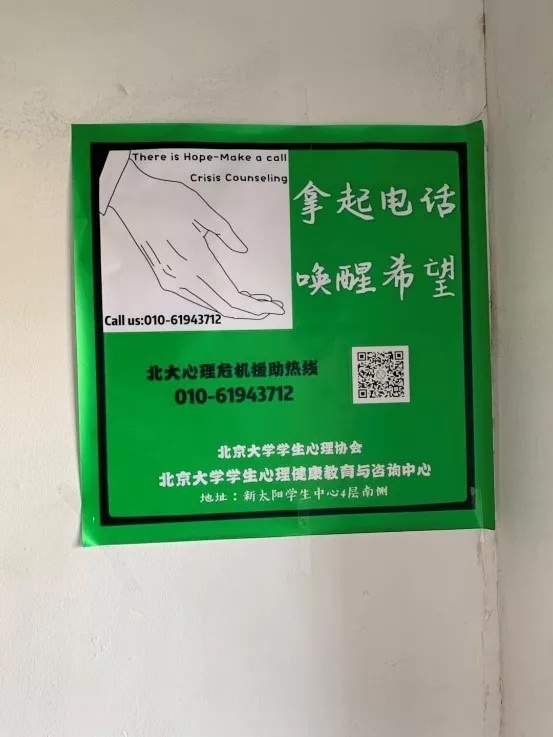 There is Hope-Make a call
Crisis Counseling
Call us:010-61943712
拿起电话
唤醒希望
北大心理危机援助热线
010-61943712
北京大学学生心理协会
北京大学学生心理健康教育与咨询中心
地址：新太阳学生中心4层南侧